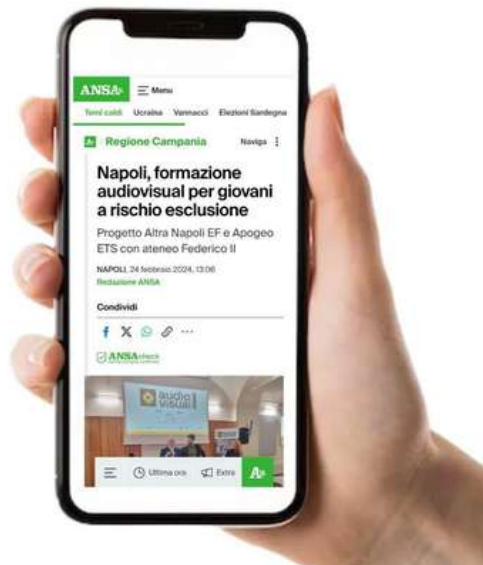 ANSA
Menu
Temi caldi Ucraina Vannacci Elezioni Sardegna
Regione Campania Naviga
Napoli, formazione
audiovisual per giovani
a rischio esclusione
Progetto Altra Napoli EF e Apogeo
ETS con ateneo Federico II
NAPOLI, 24 febbraio 2024, 13:06
Redazione ANSA
Condividi
ANSAcheck
audio
visual
Ultima ora Extra